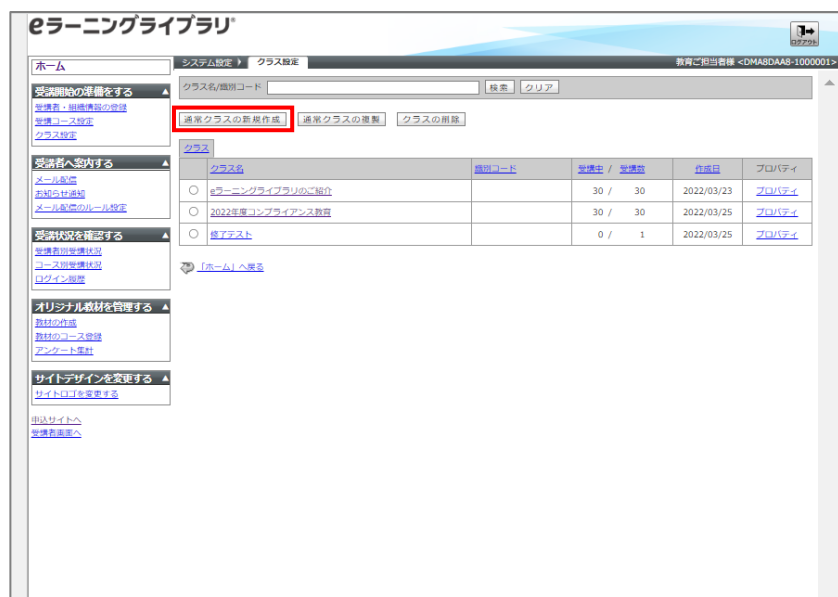 eラーニングライブラリ®
ログアウト
ホーム
システム設定 クラス設定 教育ご担当者様 <DMA8DAA8-1000001>
クラス名/識別コード 検索 クリア
通常クラスの新規作成 通常クラスの複製 クラスの削除
クラス
クラス名 識別コード 受講中 / 受講数 作成日 プロパティ
eラーニングライブラリのご紹介 30 / 30 2022/03/23 プロパティ
2022年度コンプライアンス教育 30 / 30 2022/03/25 プロパティ
修了テスト 0 / 1 2022/03/25 プロパティ
「ホーム」へ戻る
受講開始の準備をする ▲
受講者・組織情報の登録
受講コース設定
クラス設定
受講者へ案内する ▲
メール配信
お知らせ通知
メール配信のルール設定
受講状況を確認する ▲
受講者別受講状況
コース別受講状況
ログイン履歴
オリジナル教材を管理する ▲
教材の作成
教材のコース登録
アンケート集計
サイトデザインを変更する ▲
サイトロゴを変更する
申込サイトへ
受講者画面へ